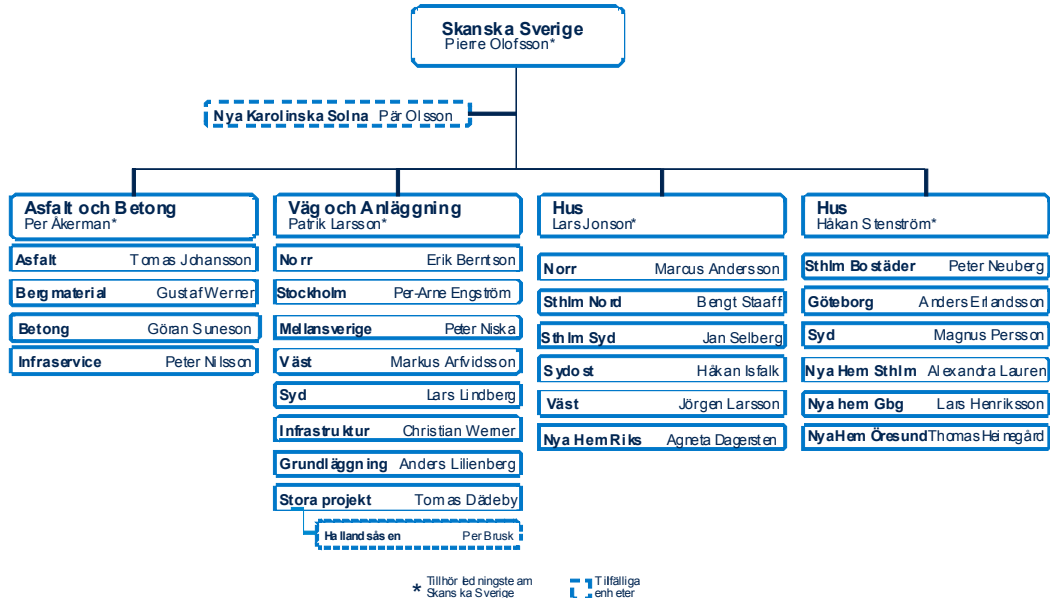 Skanska Sverige
Pierre Olofsson*
Nya Karolinska Solna Pär Olsson
Asfalt och Betong
Per Åkerman*
Asfalt Tomas Johansson
Bergmaterial Gustaf Werner
Betong Göran Suneson
Infraservice Peter Nilsson
Väg och Anläggning
Patrik Larsson*
Norr Erik Berntson
Stockholm Per-Arne Engström
Mellansverige Peter Niska
Väst Markus Arfvidsson
Syd Lars Lindberg
Infrastruktur Christian Werner
Grundläggning Anders Lilienberg
Stora projekt Tomas Dädeby
Hallandsåsen Per Brusk
Hus
Lars Jonson*
Norr Marcus Andersson
Sthlm Nord Bengt Staaff
Sthlm Syd Jan Selberg
Sydost Håkan Isfalk
Väst Jörgen Larsson
Nya Hem Riks Agneta Dagersten
Hus
Håkan Stenström*
Sthlm Bostäder Peter Neuberg
Göteborg Anders Erlandsson
Syd Magnus Persson
Nya Hem Sthlm Alexandra Lauren
Nya hem Gbg Lars Henriksson
Nya Hem Öresund Thomas Heinegård
* Tillhör ledningsteam
Skanska Sverige
Tilfälliga
enheter